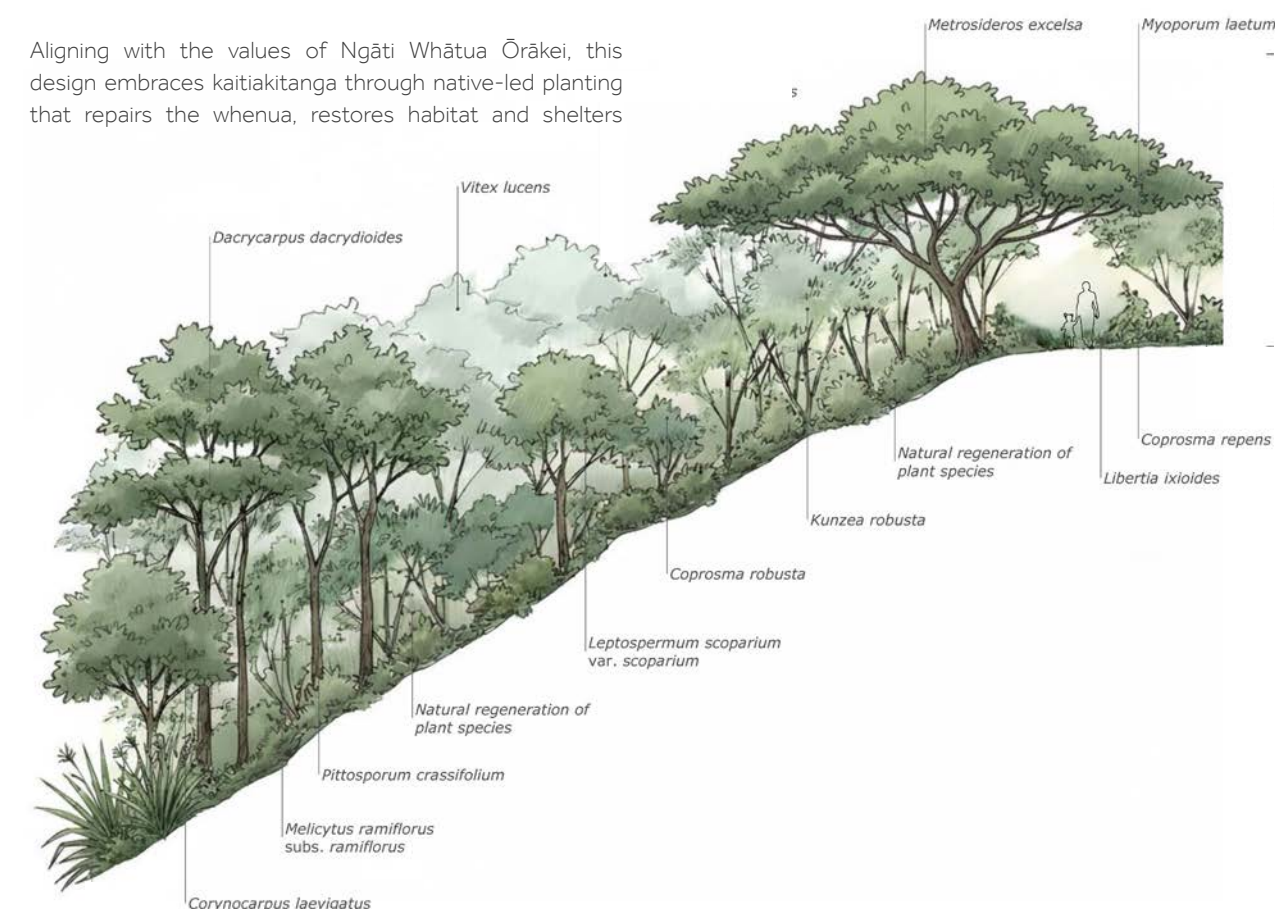 Aligning with the values of Ngāti Whātua Ōrākei, this
design embraces kaitiakitanga through native-led planting
that repairs the whenua, restores habitat and shelters
s
Metrosideros excelsa
Myoporum laetum
Vitex lucens
Dacrycarpus dacrydioides
Coprosma repens
Natural regeneration of
plant species
Libertia ixioides
Kunzea robusta
Coprosma robusta
Leptospermum scoparium
var. scoparium
Natural regeneration of
plant species
Pittosporum crassifolium
Melicytus ramiflorus
subs. ramiflorus
Corynocarpus laevigatus